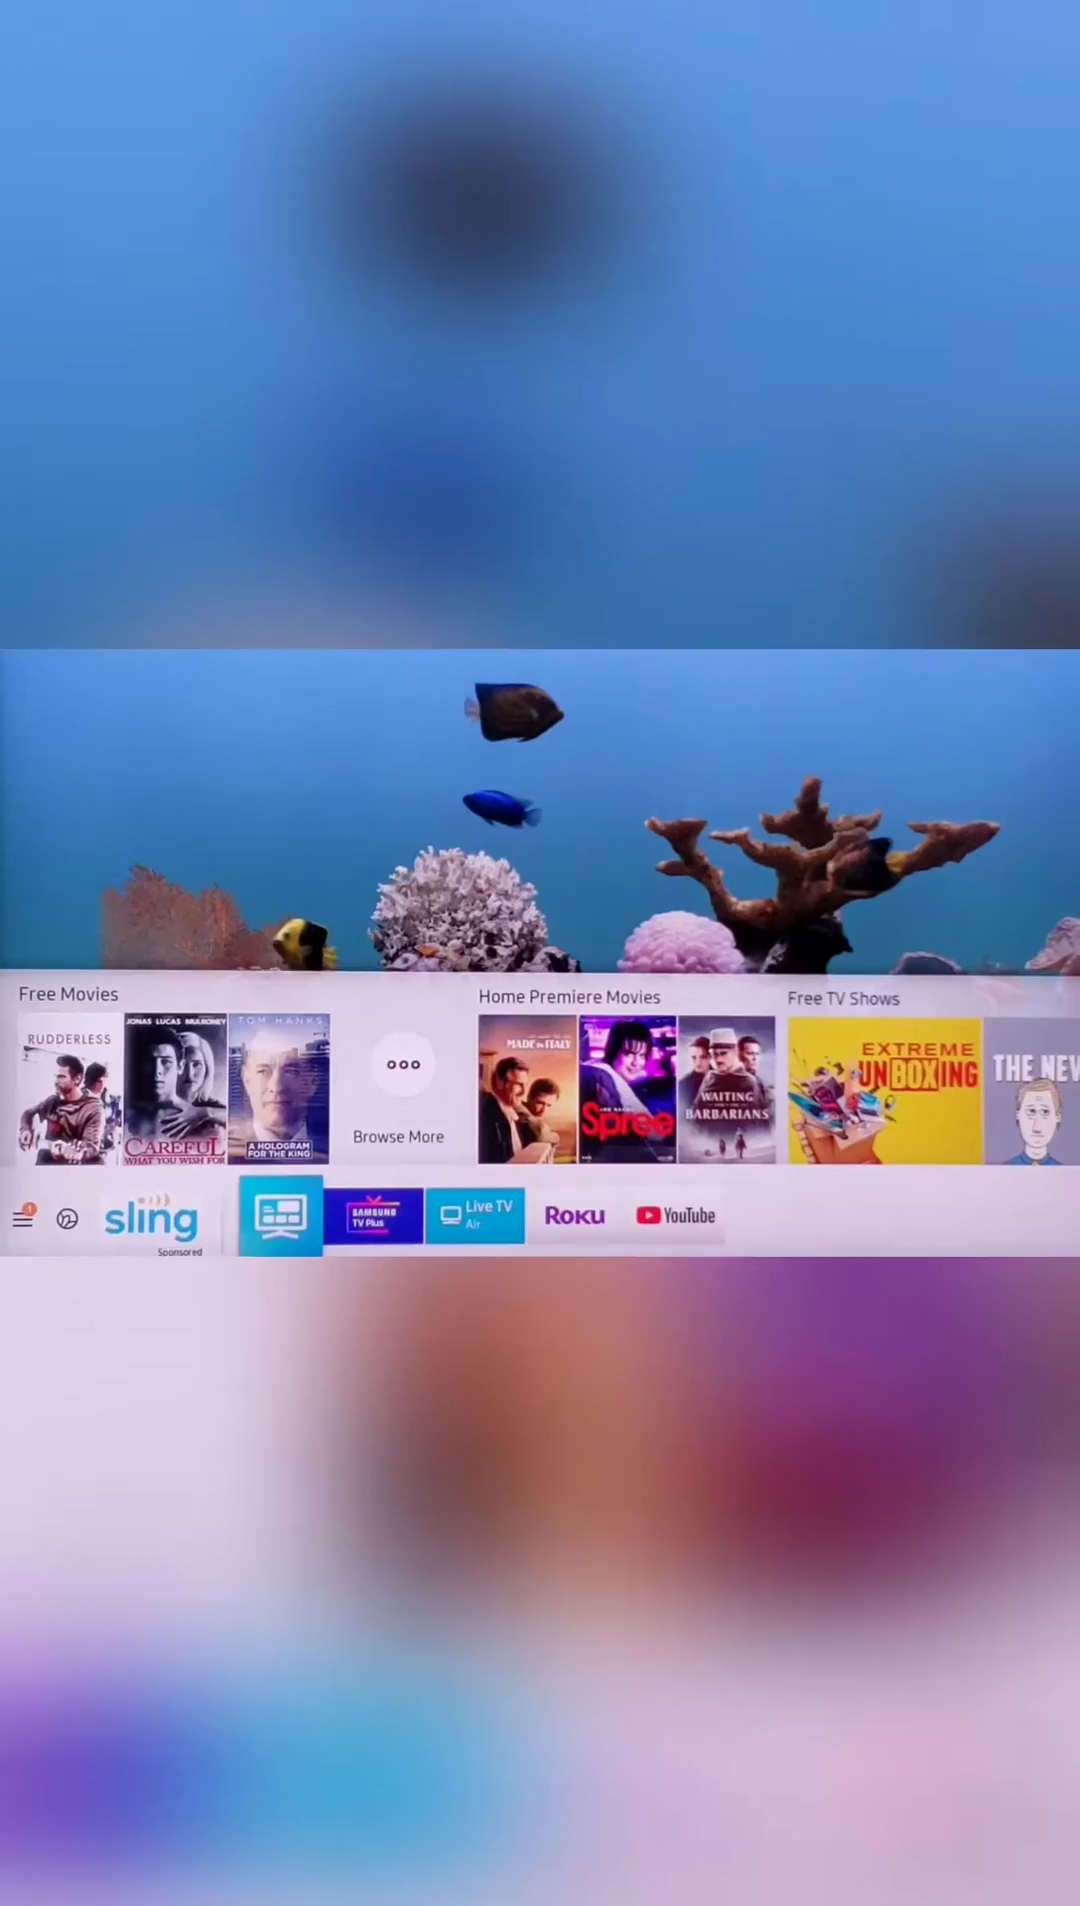 Free Movies
Home Premiere Movies
Free TV Shows
RUDDERLESS
JONAS LUCAS MULRONEY
CAREFUL
WHAT YOU WISH FOR
TOM HANKS
A HOLOGRAM
FOR THE KING
Browse More
MADE IN ITALY
Spree
WAITING
BARBARIANS
EXTREME
UNBOXING
THE NEW
1
sling
Sponsored
SAMSUNG
TV Plus
Live TV
Air
ROKU
YouTube